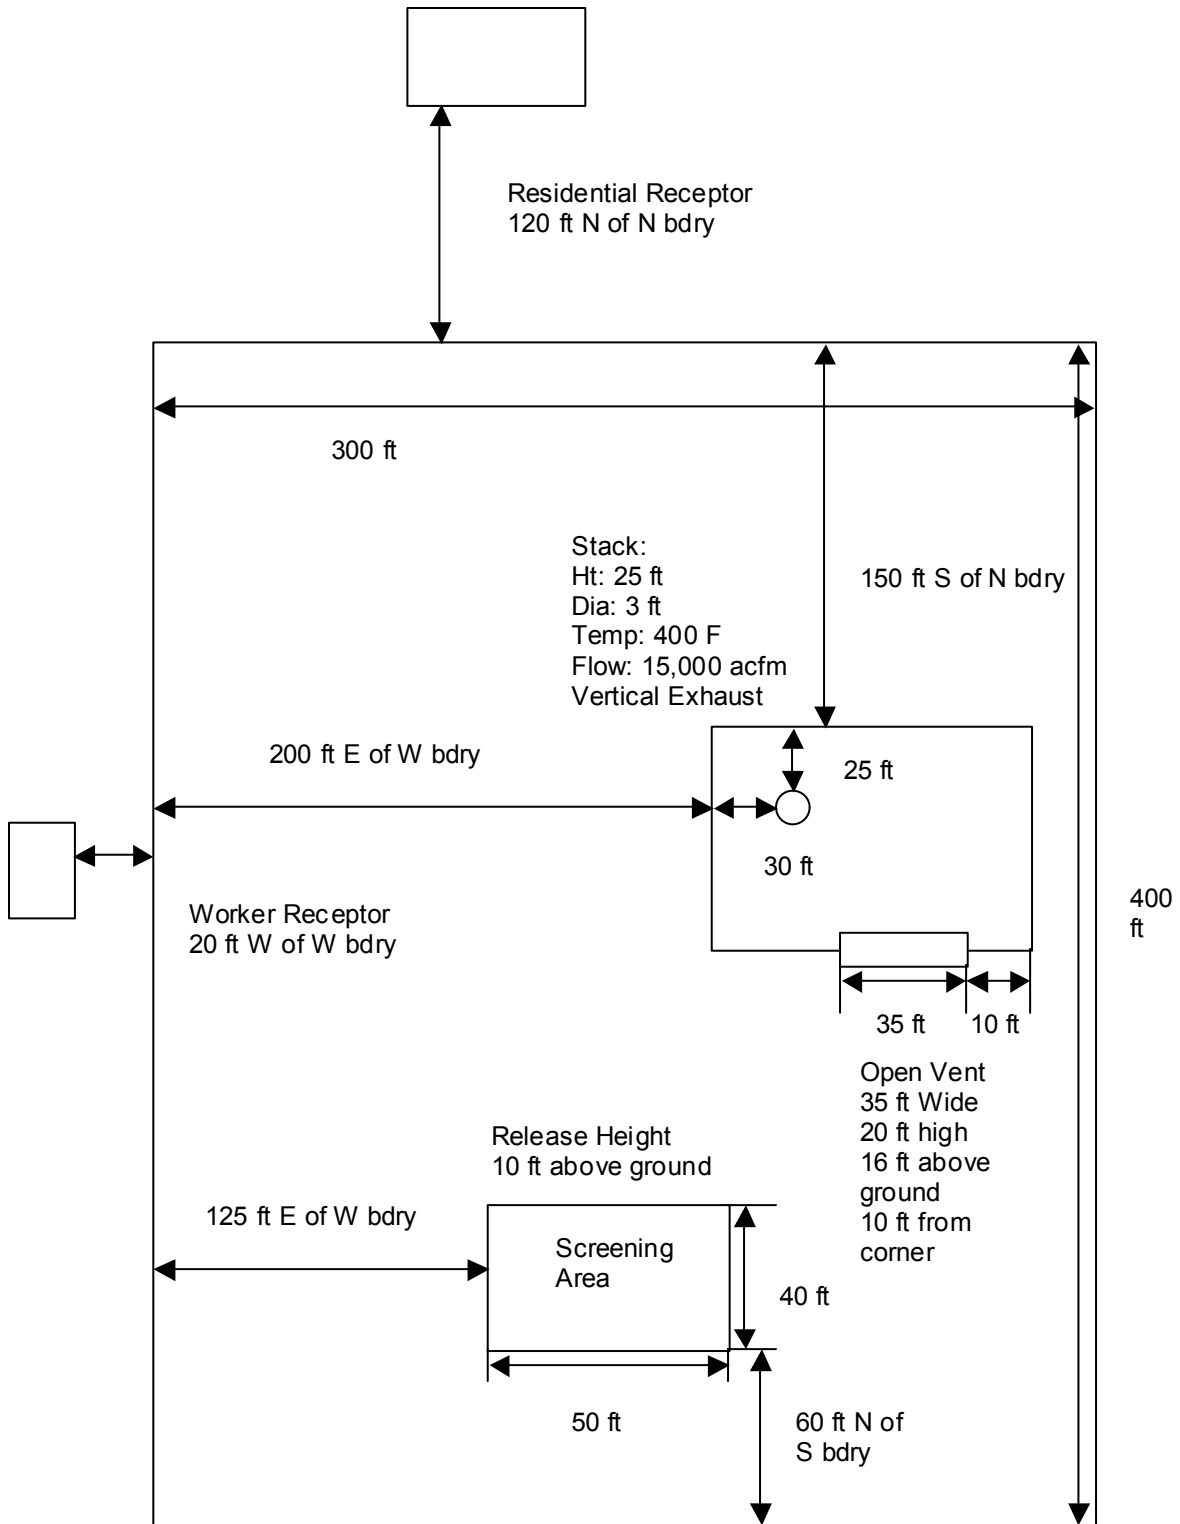 Residential Receptor
120 ft N of N bdry
300 ft
Stack:
Ht: 25 ft
Dia: 3 ft
Temp: 400 F
Flow: 15,000 acfm
Vertical Exhaust
150 ft S of N bdry
200 ft E of W bdry
25 ft
30 ft
Worker Receptor
20 ft W of W bdry
400
ft
35 ft
10 ft
Open Vent
35 ft Wide
20 ft high
16 ft above
ground
10 ft from
corner
Release Height
10 ft above ground
125 ft E of W bdry
Screening
Area
40 ft
50 ft
60 ft N of
S bdry